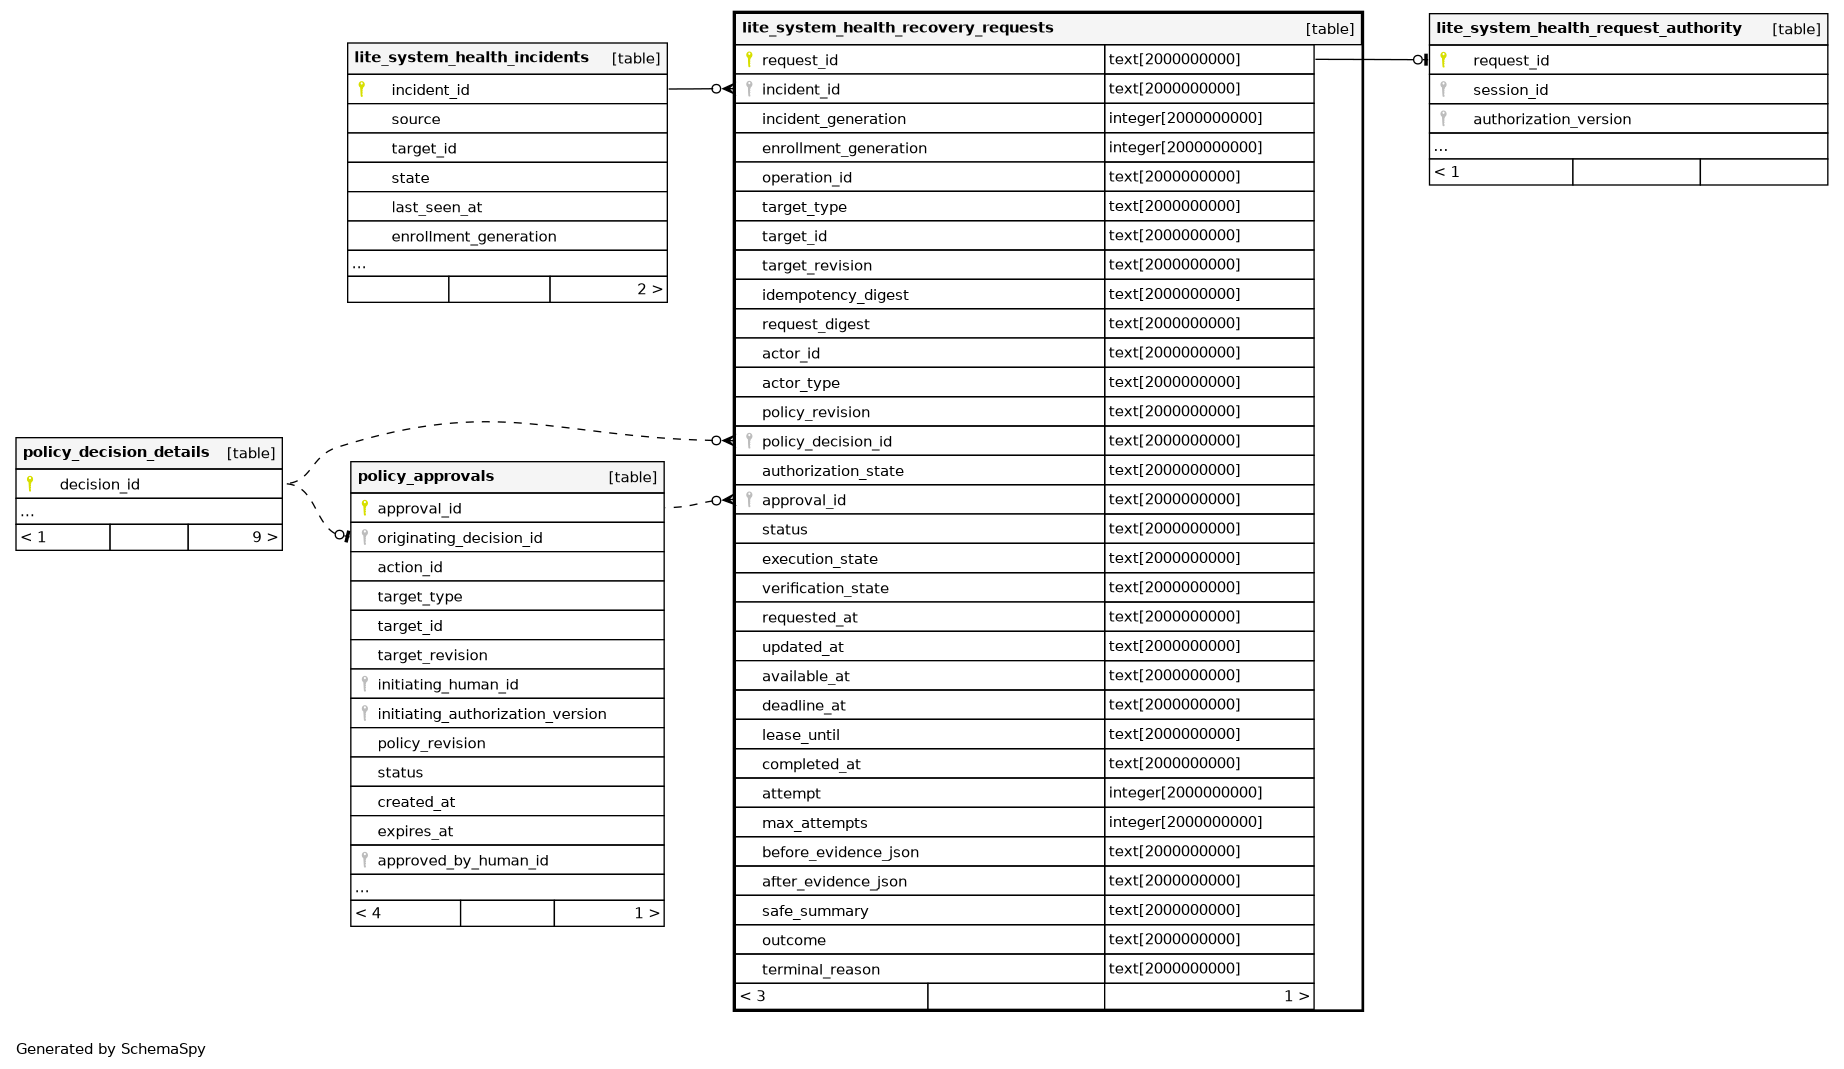 lite_system_health_incidents [table]
incident_id
source
target_id
state
last_seen_at
enrollment_generation
...
2 >
policy_decision_details [table]
decision_id
...
< 1 9 >
policy_approvals [table]
approval_id
originating_decision_id
action_id
target_type
target_id
target_revision
initiating_human_id
initiating_authorization_version
policy_revision
status
created_at
expires_at
approved_by_human_id
...
< 4 1 >
lite_system_health_recovery_requests [table]
request_id text[2000000000]
incident_id text[2000000000]
incident_generation integer[2000000000]
enrollment_generation integer[2000000000]
operation_id text[2000000000]
target_type text[2000000000]
target_id text[2000000000]
target_revision text[2000000000]
idempotency_digest text[2000000000]
request_digest text[2000000000]
actor_id text[2000000000]
actor_type text[2000000000]
policy_revision text[2000000000]
policy_decision_id text[2000000000]
authorization_state text[2000000000]
approval_id text[2000000000]
status text[2000000000]
execution_state text[2000000000]
verification_state text[2000000000]
requested_at text[2000000000]
updated_at text[2000000000]
available_at text[2000000000]
deadline_at text[2000000000]
lease_until text[2000000000]
completed_at text[2000000000]
attempt integer[2000000000]
max_attempts integer[2000000000]
before_evidence_json text[2000000000]
after_evidence_json text[2000000000]
safe_summary text[2000000000]
outcome text[2000000000]
terminal_reason text[2000000000]
< 3 1 >
lite_system_health_request_authority [table]
request_id
session_id
authorization_version
...
< 1
Generated by SchemaSpy